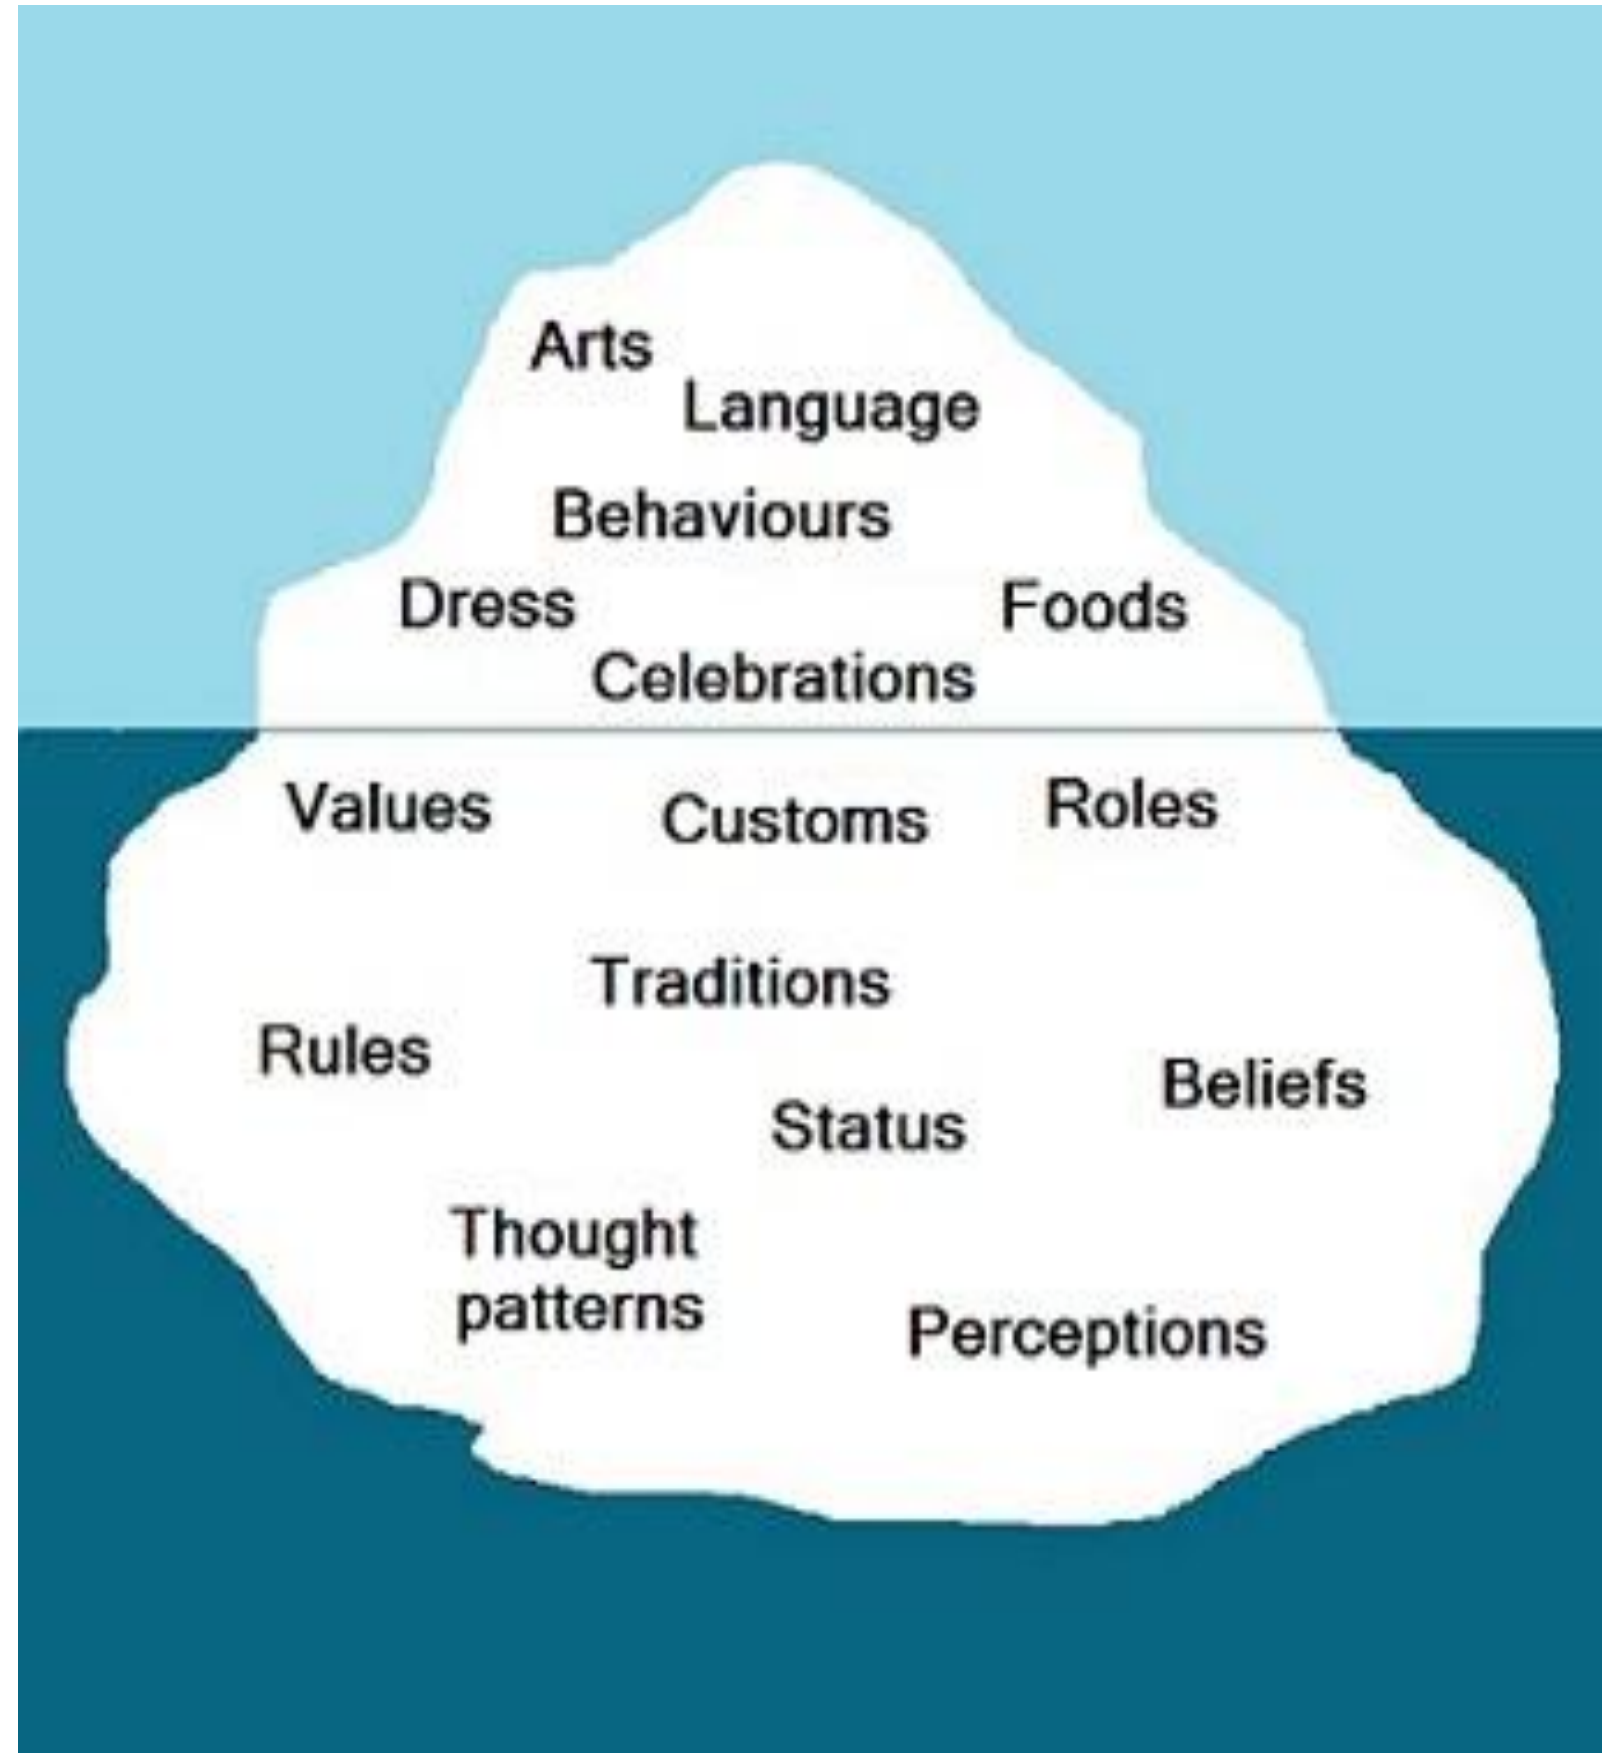 Arts
Language
Behaviours
Dress
Foods
Celebrations
Values
Customs
Roles
Traditions
Rules
Beliefs
Status
Thought
patterns
Perceptions